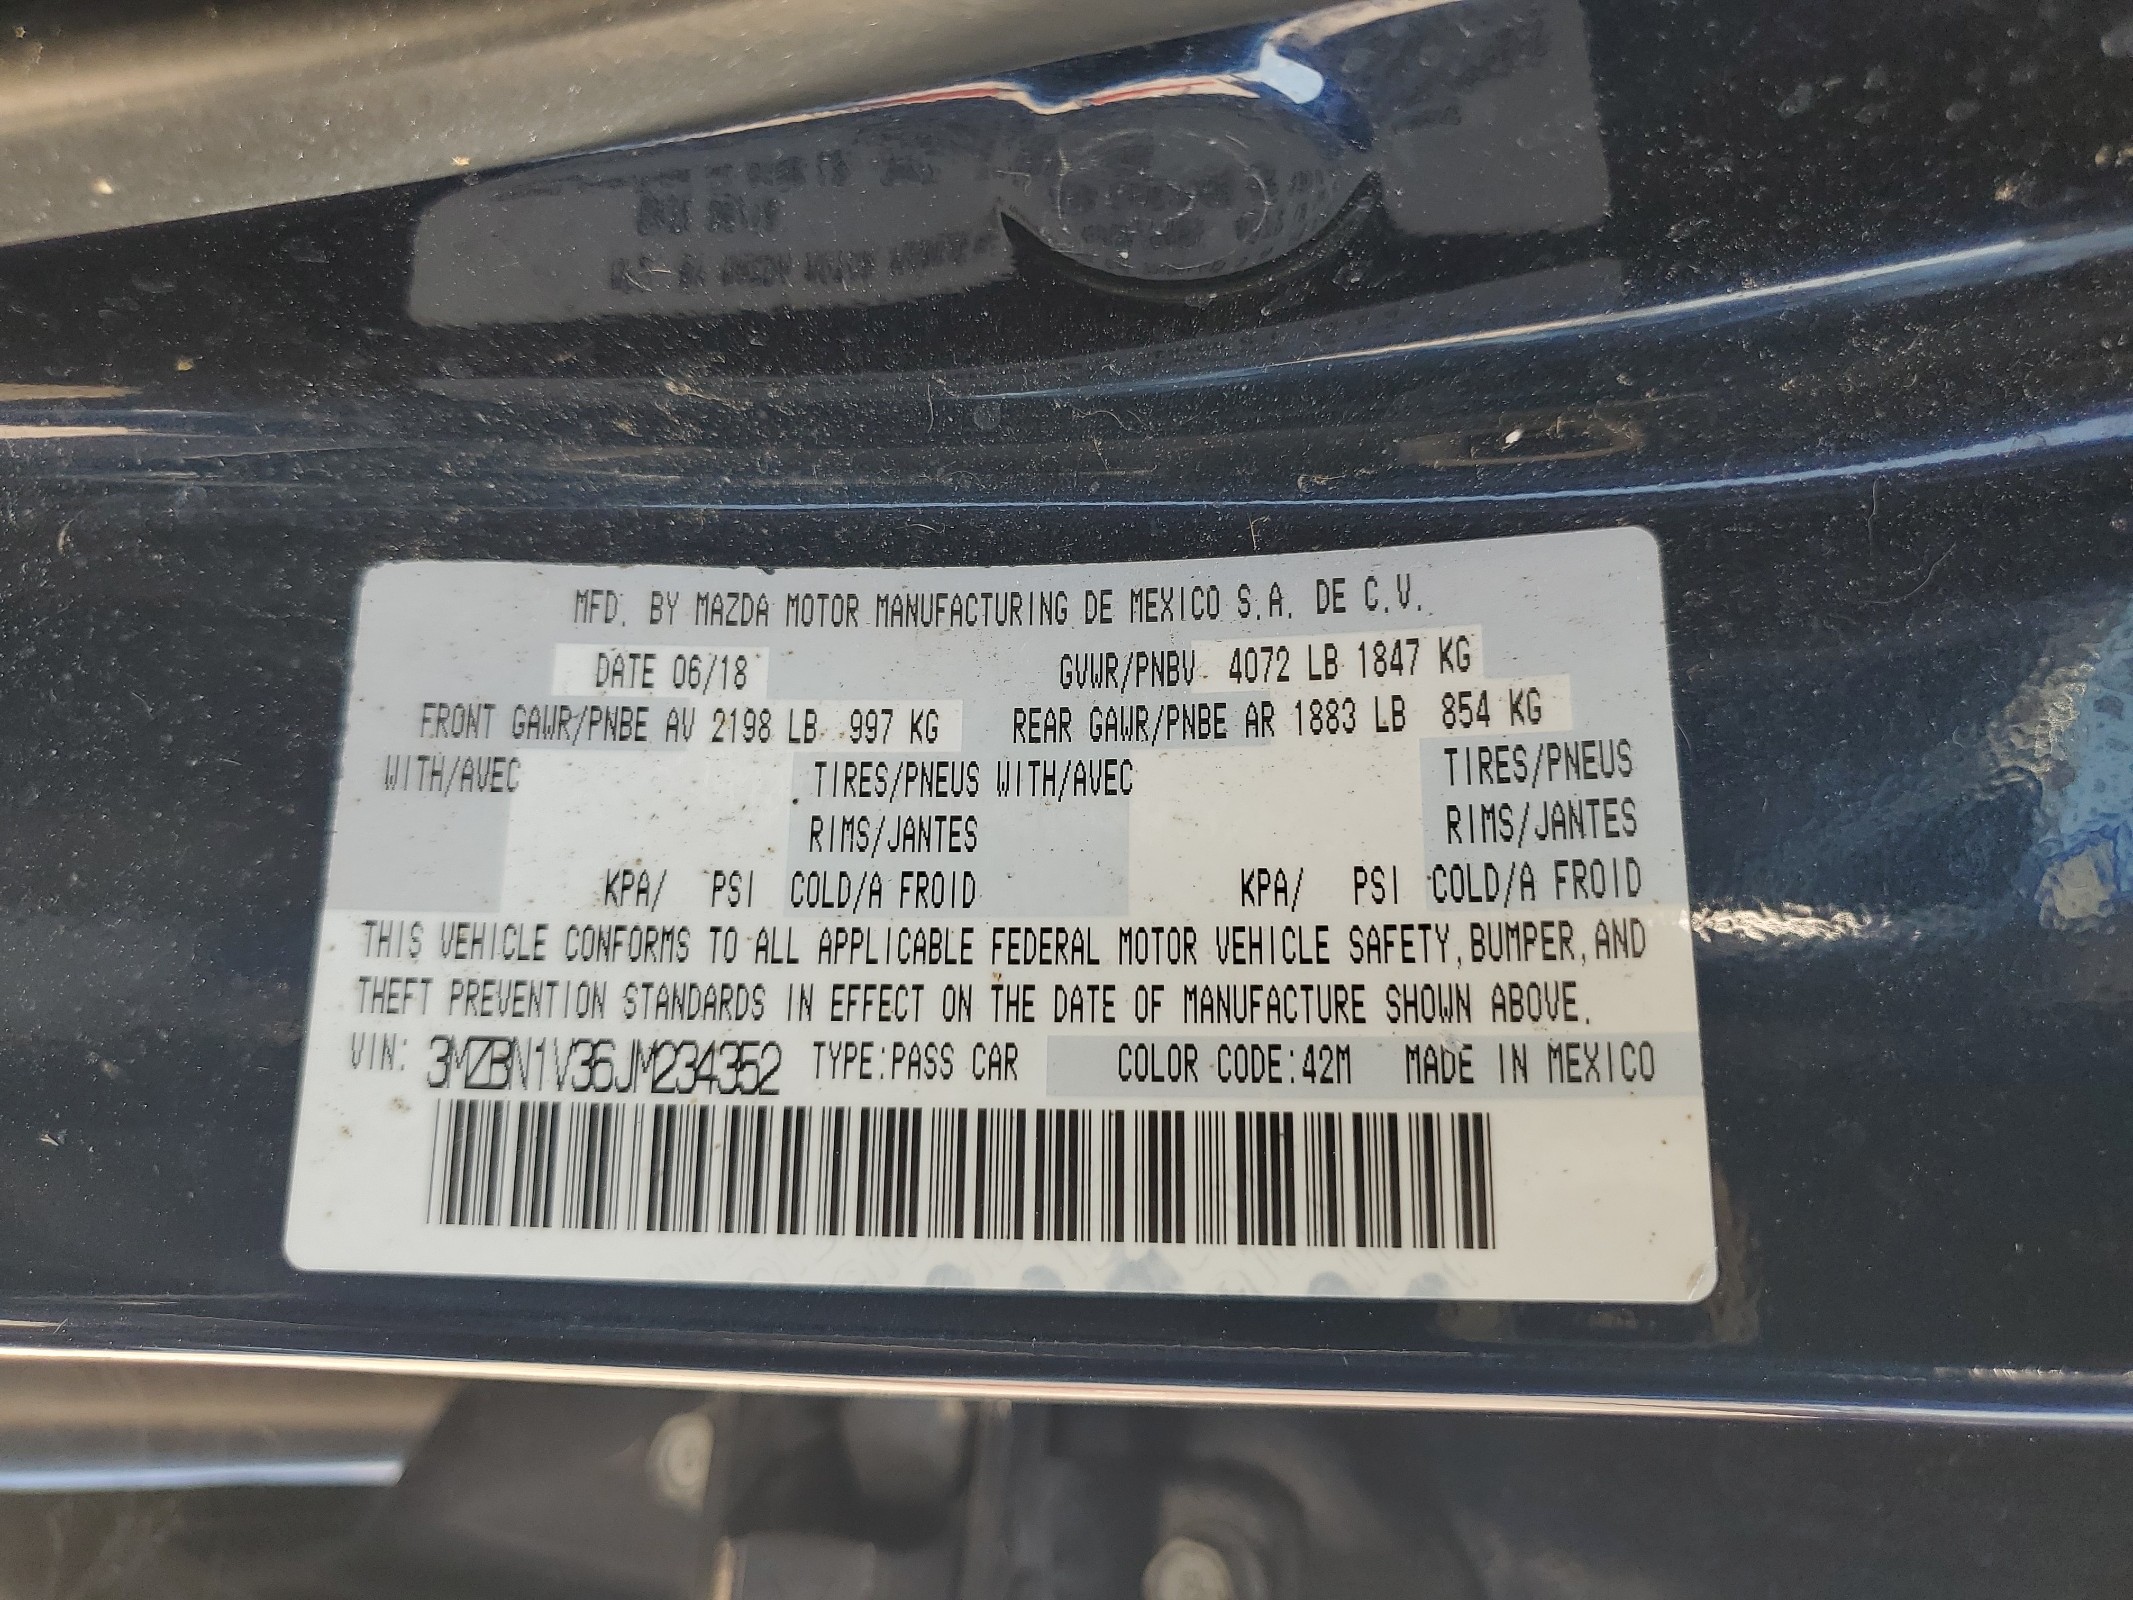 MFD. BY MAZDA MOTOR MANUFACTURING DE MEXICO S.A. DE C.V.
DATE 06/18 GVWR/PNBV 4072 LB 1847 KG
FRONT GAWR/PNBE AV 2198 LB 997 KG REAR GAWR/PNBE AR 1883 LB 854 KG
WITH/AVEC TIRES/PNEUS WITH/AVEC TIRES/PNEUS
RIMS/JANTES RIMS/JANTES
KPA/ PSI COLD/A FROID KPA/ PSI COLD/A FROID
THIS VEHICLE CONFORMS TO ALL APPLICABLE FEDERAL MOTOR VEHICLE SAFETY, BUMPER, AND
THEFT PREVENTION STANDARDS IN EFFECT ON THE DATE OF MANUFACTURE SHOWN ABOVE.
VIN: 3MZBN1V36JM234352 TYPE:PASS CAR COLOR CODE:42M MADE IN MEXICO